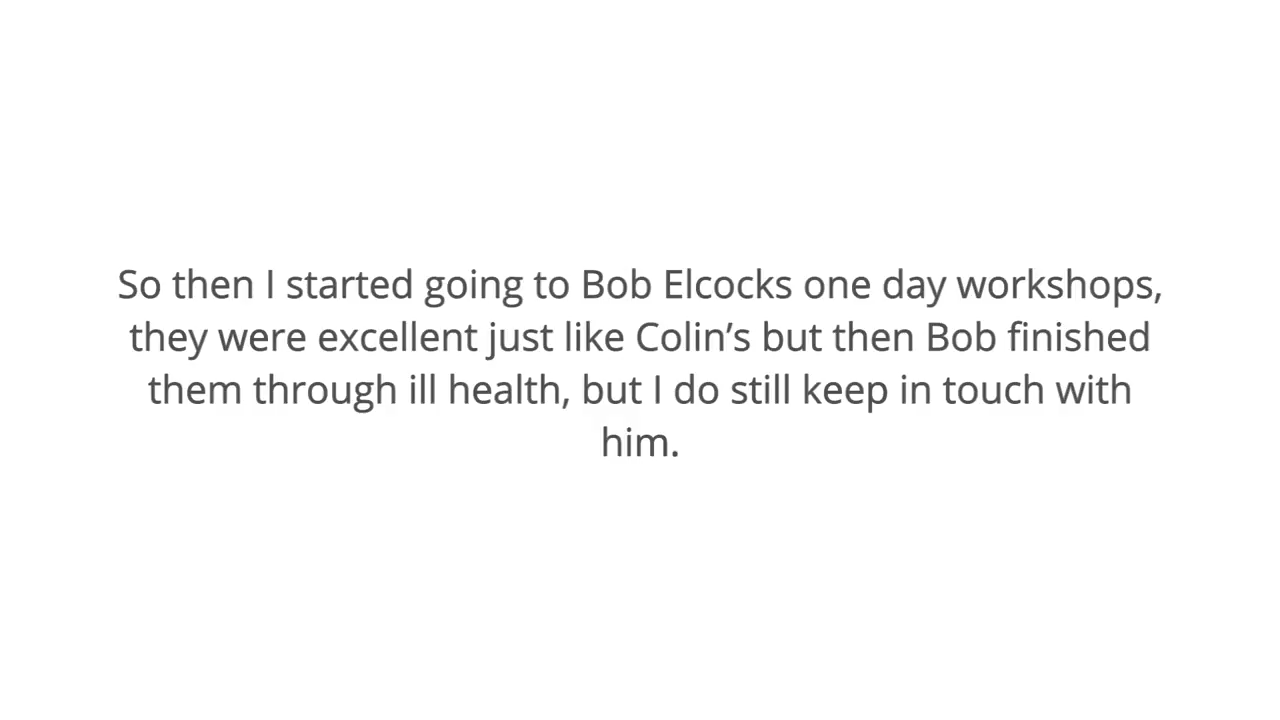 So then I started going to Bob Elcocks one day workshops,
they were excellent just like Colin’s but then Bob finished
them through ill health, but I do still keep in touch with
him.